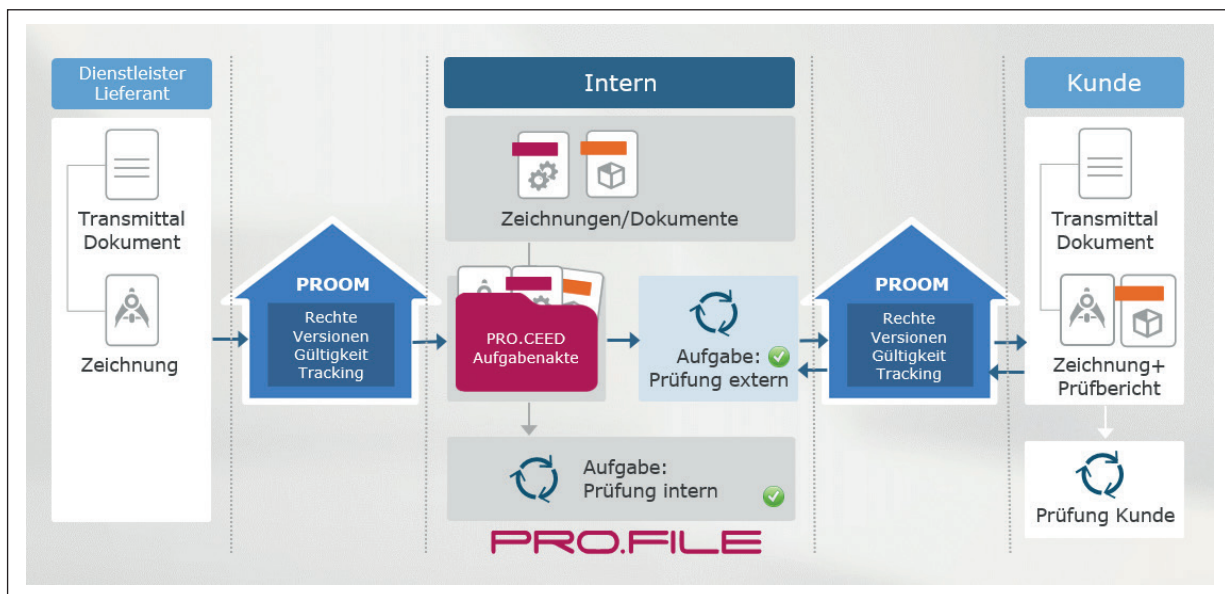 Dienstleister
Lieferant
Transmittal
Dokument
Zeichnung
PROOM
Rechte
Versionen
Gültigkeit
Tracking
Intern
Zeichnungen/Dokumente
PRO.CEED
Aufgabenakte
Aufgabe:
Prüfung extern
Aufgabe:
Prüfung intern
PRO.FILE
PROOM
Rechte
Versionen
Gültigkeit
Tracking
Kunde
Transmittal
Dokument
Zeichnung+
Prüfbericht
Prüfung Kunde